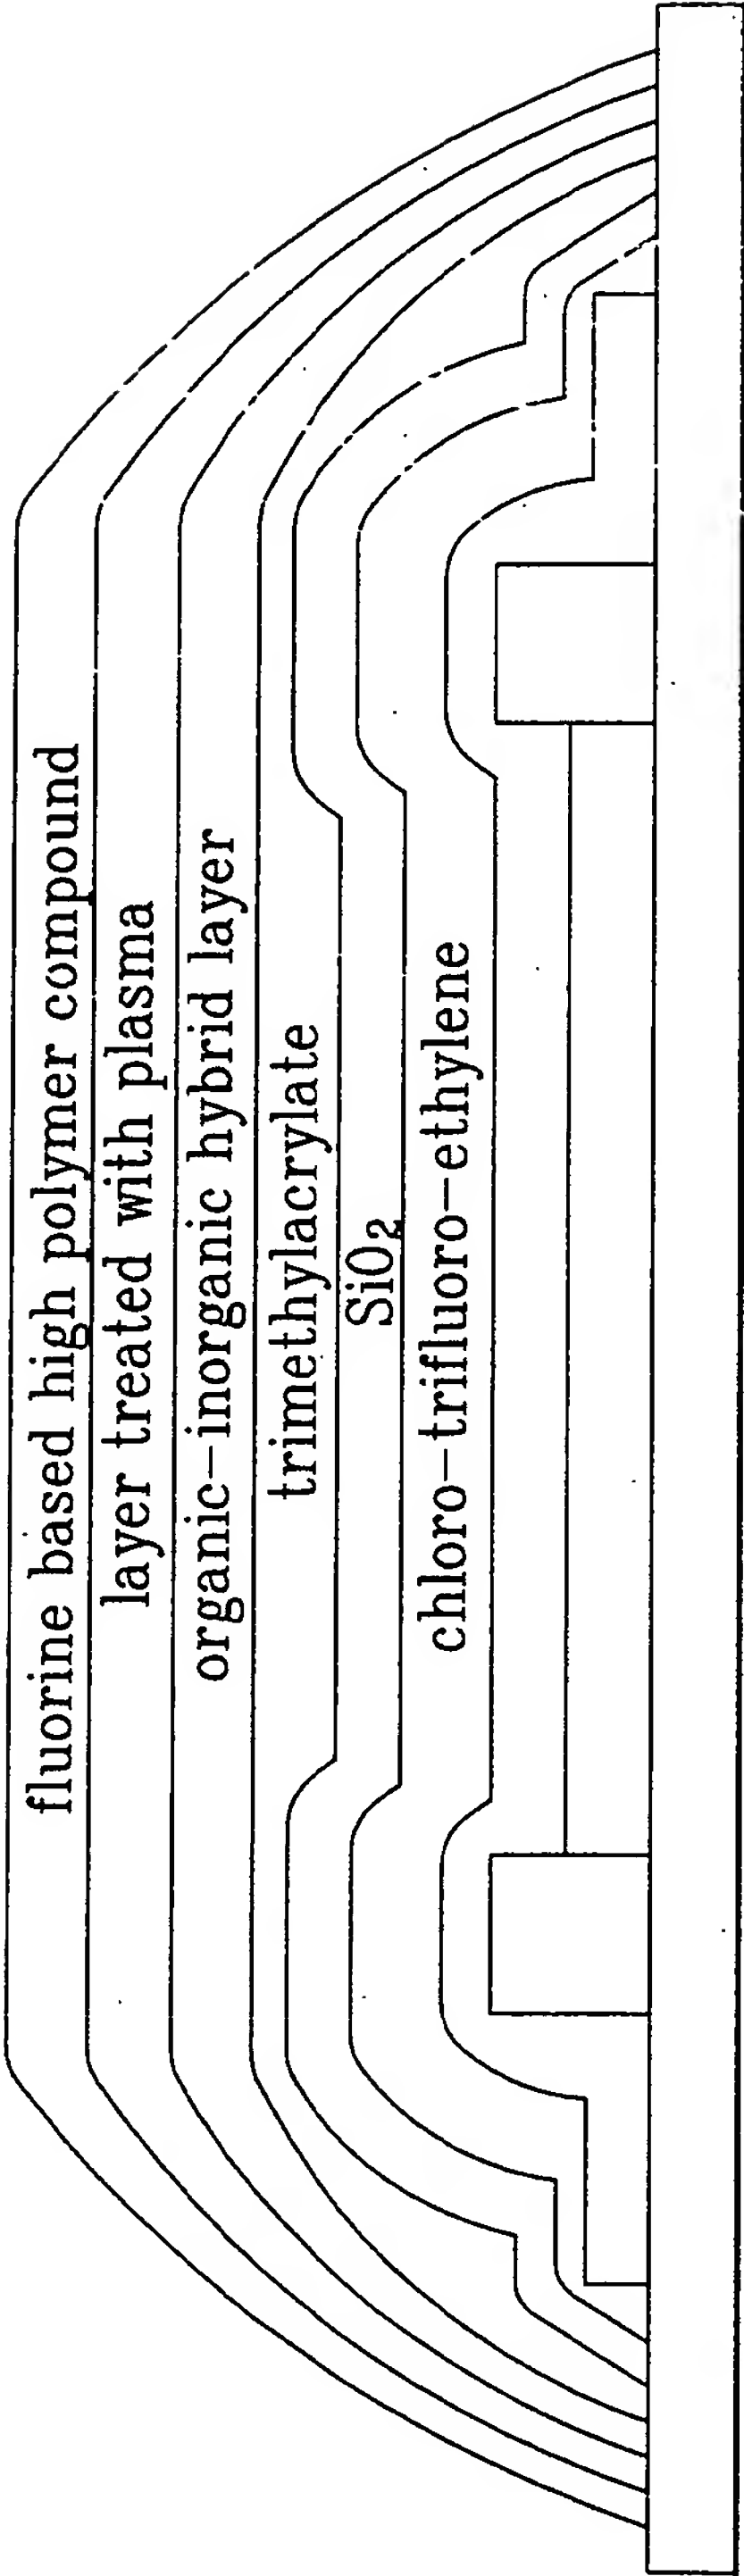 fluorine based high polymer compound
layer treated with plasma
organic-inorganic hybrid layer
trimethylacrylate
SiO₂
chloro-trifluoro-ethylene